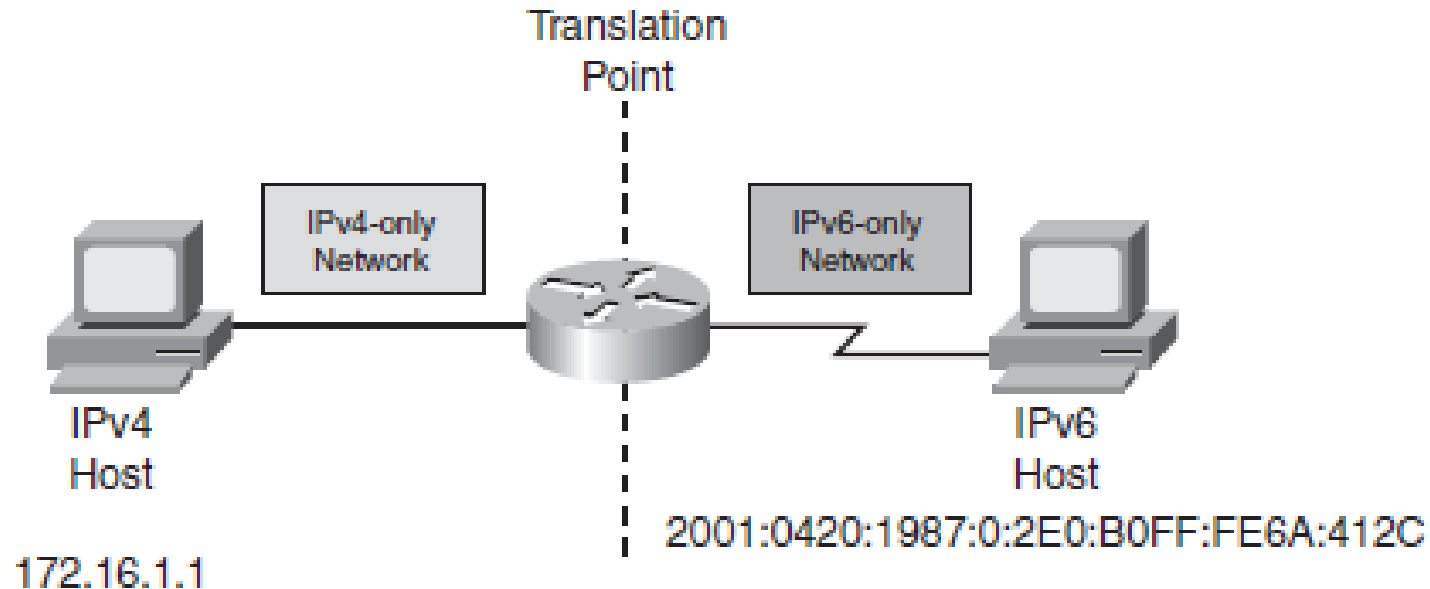 Translation
Point
IPv4-only
Network
IPv6-only
Network
IPv4
Host
IPv6
Host
2001:0420:1987:0:2E0:B0FF:FE6A:412C
172.16.1.1